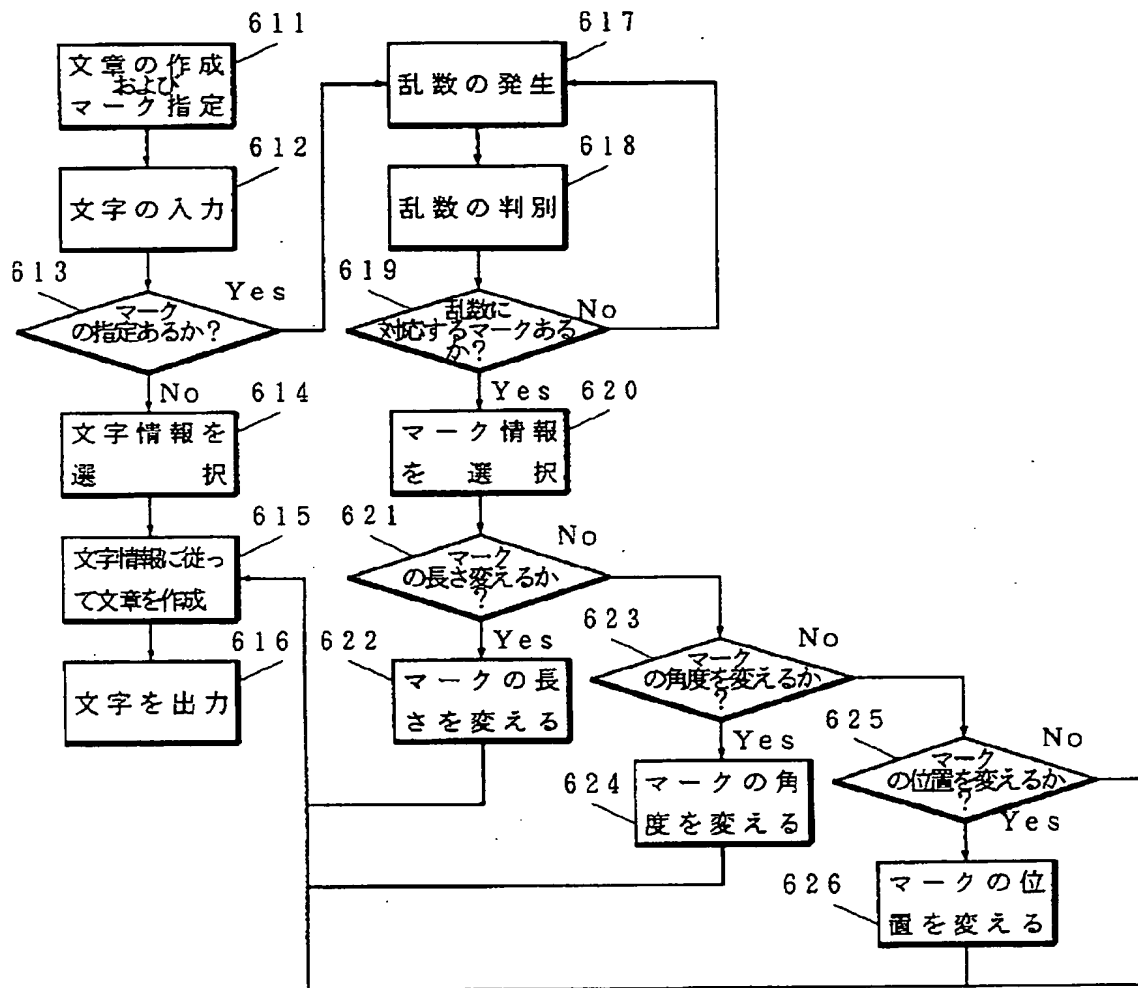 611
文章の作成
および
マーク指定
612
文字の入力
613
マーク
の指定あるか?
Yes
No
614
文字情報を
選択
615
文字情報に従っ
て文章を作成
616
文字を出力
617
乱数の発生
618
乱数の判別
619
乱数に
対応するマークある
か?
No
Yes
620
マーク情報
を選択
621
マーク
の長さ変えるか
?
No
Yes
622
マークの長
さを変える
623
マーク
の角度を変えるか
?
No
Yes
624
マークの角
度を変える
625
マーク
の位置を変えるか
?
No
Yes
626
マークの位
置を変える